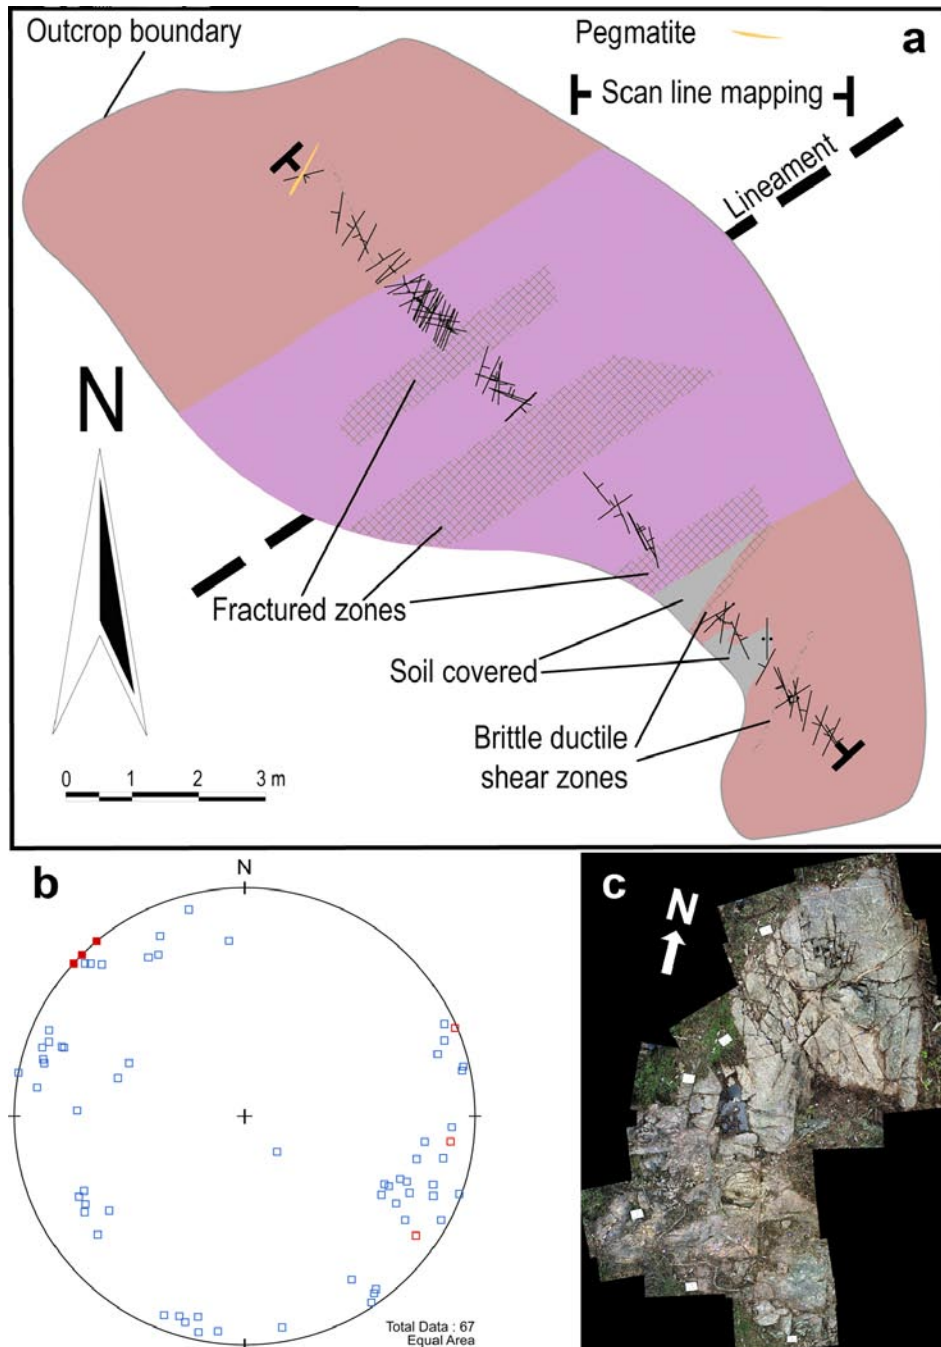 Outcrop boundary
Pegmatite
a
Scan line mapping
Lineament
N
Fractured zones
Soil covered
Brittle ductile
shear zones
0 1 2 3 m
b
N
Total Data : 67
Equal Area
c
N